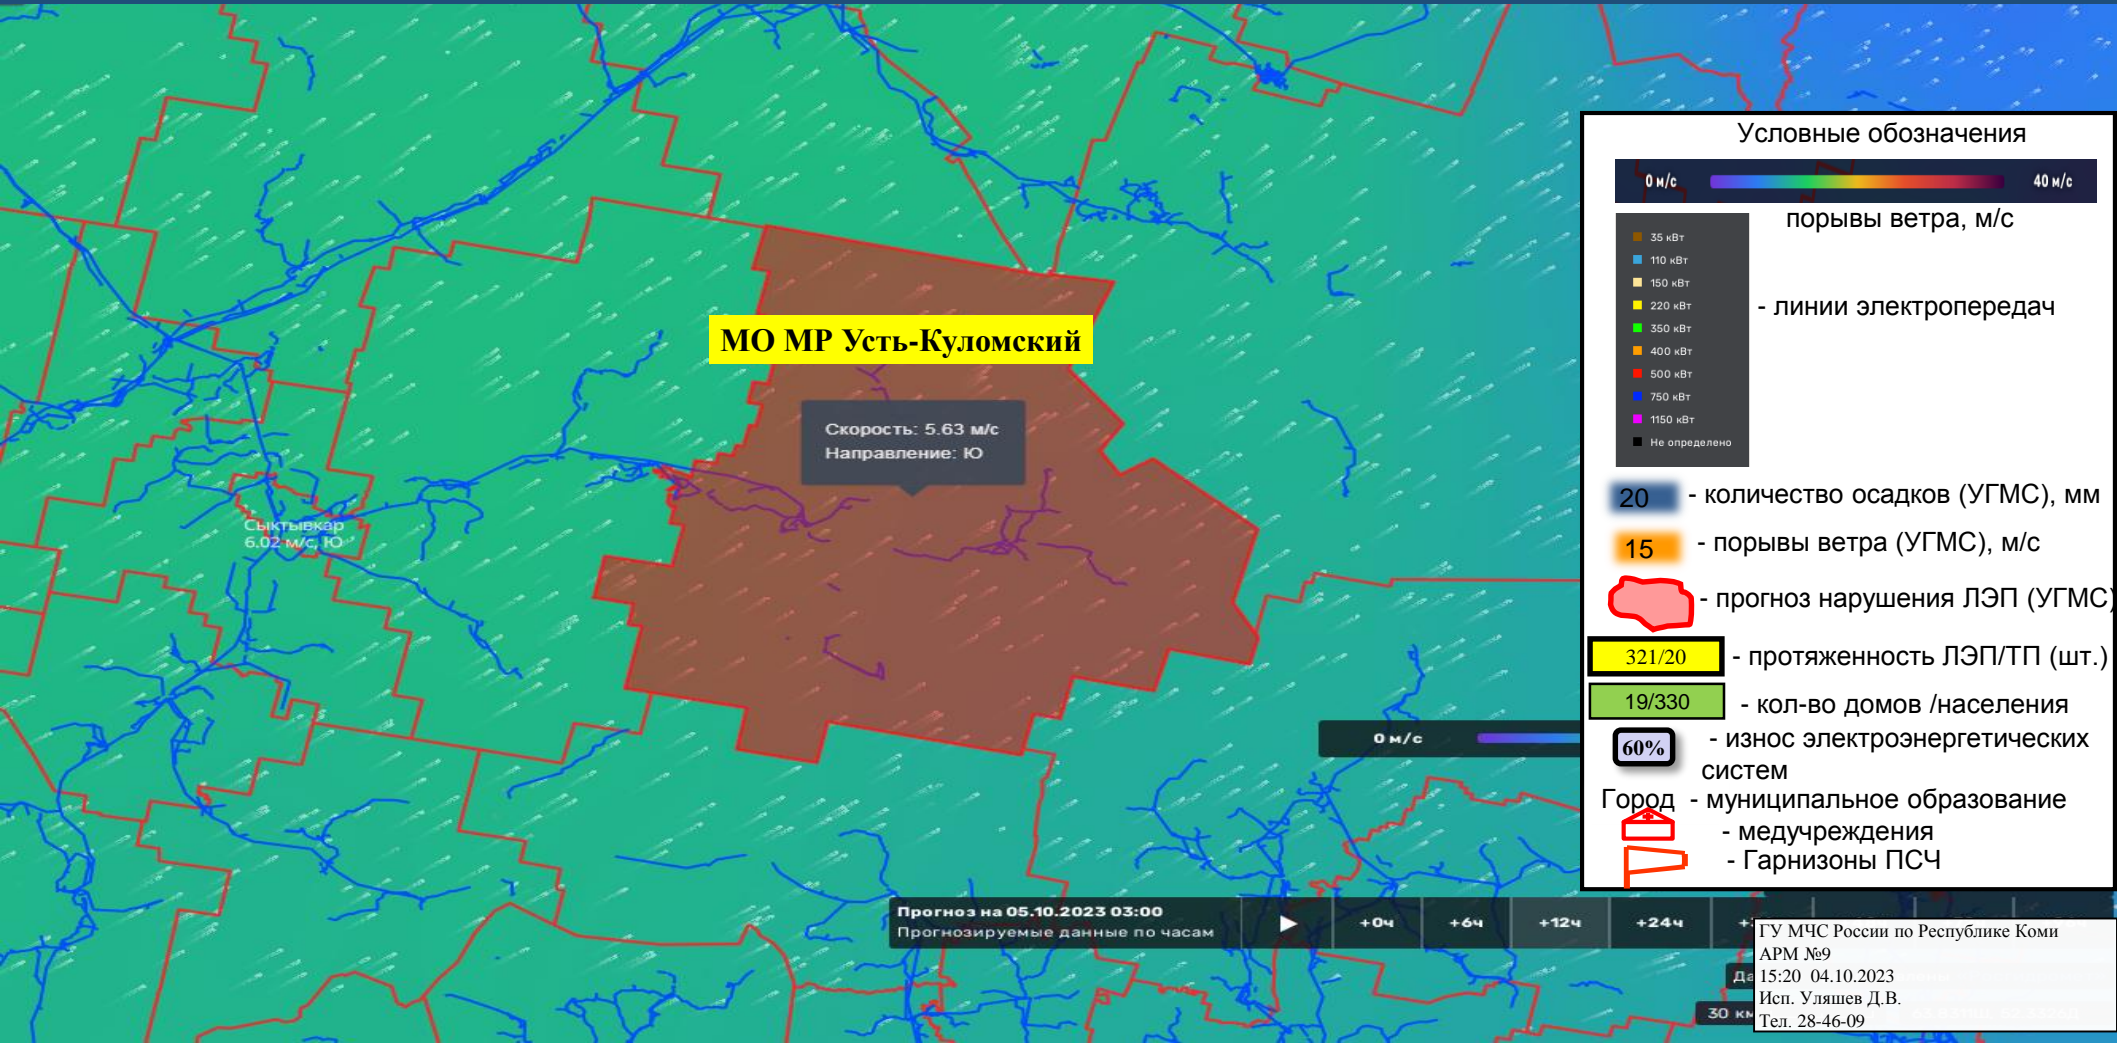 МО МР Усть-Куломский
Скорость: 5.63 м/с
Направление: Ю
Сыктывкар
6.02 м/с, Ю
Условные обозначения
0 м/с
40 м/с
порывы ветра, м/с
35 кВт
110 кВт
150 кВт
220 кВт
350 кВт
400 кВт
500 кВт
750 кВт
1150 кВт
Не определено
- линии электропередач
20 - количество осадков (УГМС), мм
15 - порывы ветра (УГМС), м/с
- прогноз нарушения ЛЭП (УГМС)
321/20 - протяженность ЛЭП/ТП (шт.)
19/330 - кол-во домов /населения
60% - износ электроэнергетических
систем
Город - муниципальное образование
- медучреждения
- Гарнизоны ПСЧ
0 м/с
Прогноз на 05.10.2023 03:00
Прогнозируемые данные по часам
+0ч +6ч +12ч +24ч
30 км
ГУ МЧС России по Республике Коми
АРМ №9
15:20 04.10.2023
Исп. Уляшев Д.В.
Тел. 28-46-09